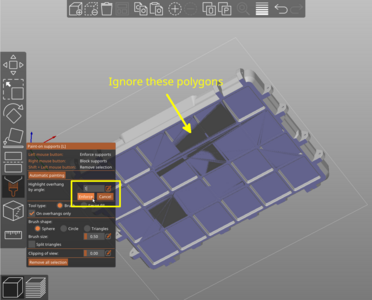 Ignore these polygons
Paint-on supports [L]
Left mouse button: Enforce supports
Right mouse button: Block supports
Shift + Left mouse button: Remove selection
Automatic painting
Highlight overhang
by angle:
Enforce Cancel
Tool type:
On overhangs only
Brush shape:
Sphere Circle Triangles
Brush size
Split triangles
Clipping of view:
Remove all selection